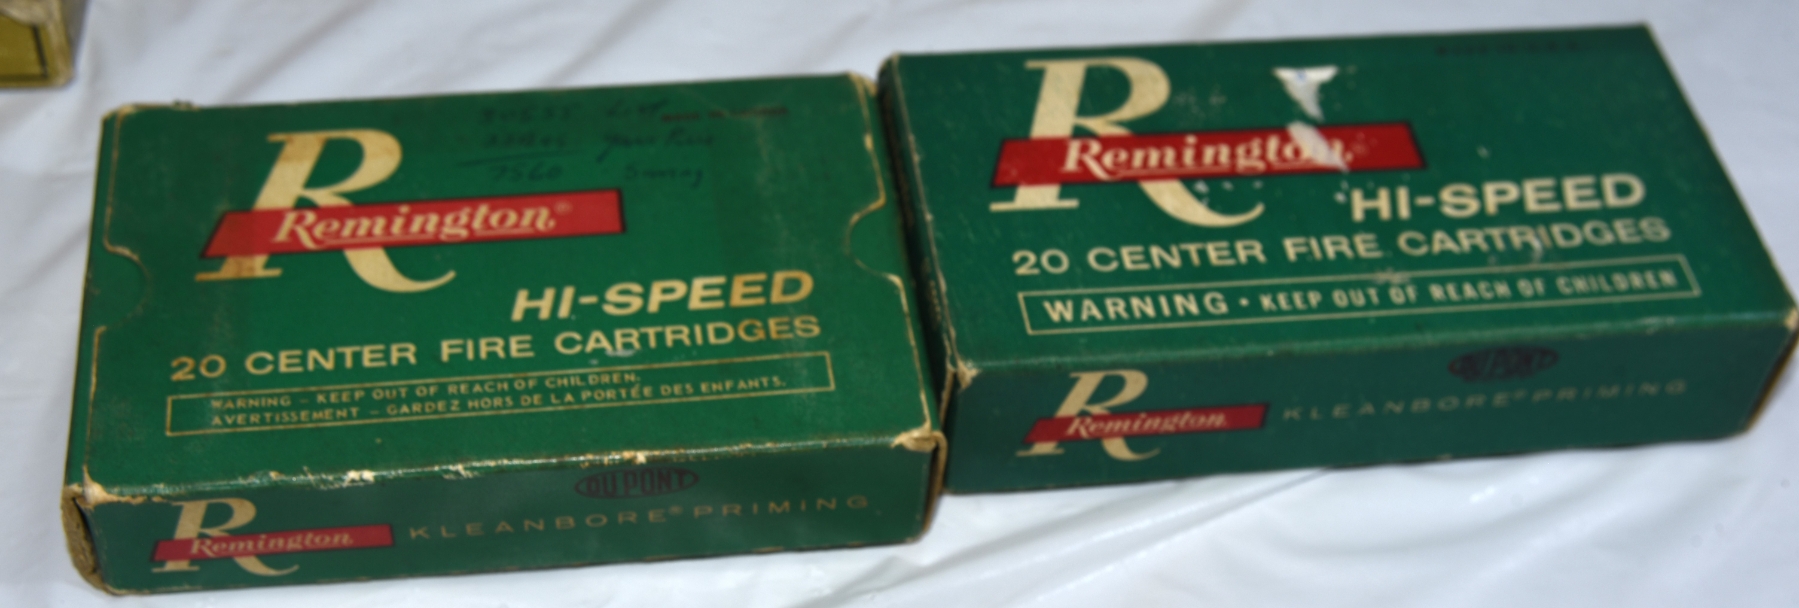 R
Remington®
HI-SPEED
20 CENTER FIRE CARTRIDGES
WARNING – KEEP OUT OF REACH OF CHILDREN.
AVERTISSEMENT – GARDEZ HORS DE LA PORTÉE DES ENFANTS.
R
Remington
DU PONT
KLEANBORE® PRIMING
R
Remington
HI-SPEED
20 CENTER FIRE CARTRIDGES
WARNING • KEEP OUT OF REACH OF CHILDREN
R
Remington
DU PONT
KLEANBORE® PRIMING